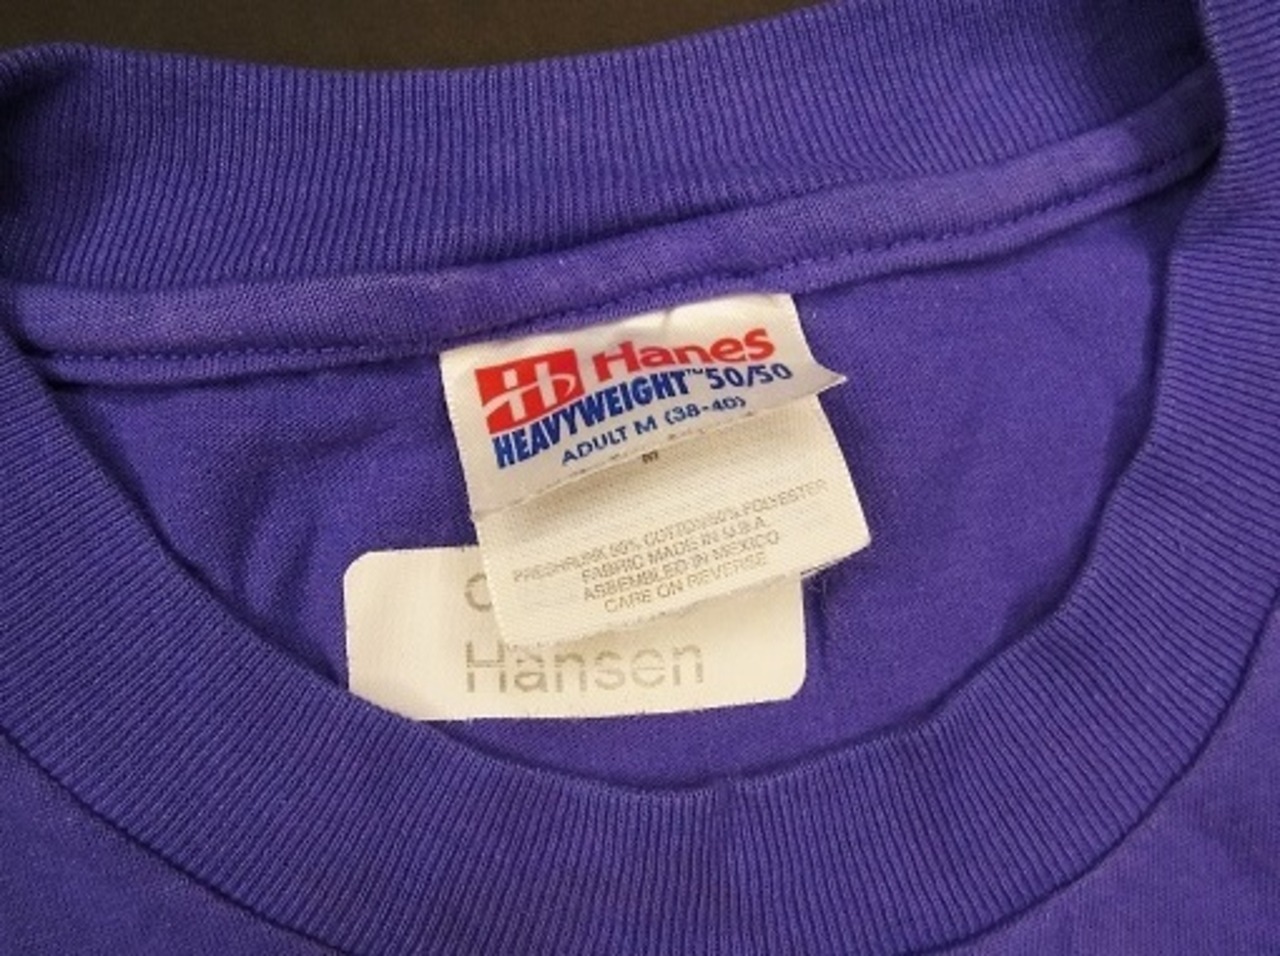 Hanes
HEAVYWEIGHT™ 50/50
ADULT M (38-40)
M
PRESHRUNK 50% COTTON/50% POLYESTER
FABRIC MADE IN U.S.A.
ASSEMBLED IN MEXICO
CARE ON REVERSE
Hansen